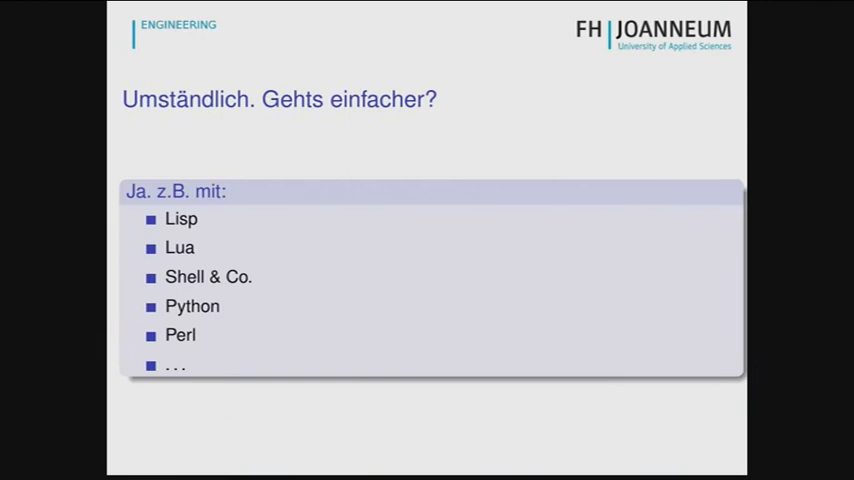 ENGINEERING
FH JOANNEUM
University of Applied Sciences
Umständlich. Gehts einfacher?
Ja. z.B. mit:
Lisp
Lua
Shell & Co.
Python
Perl
...